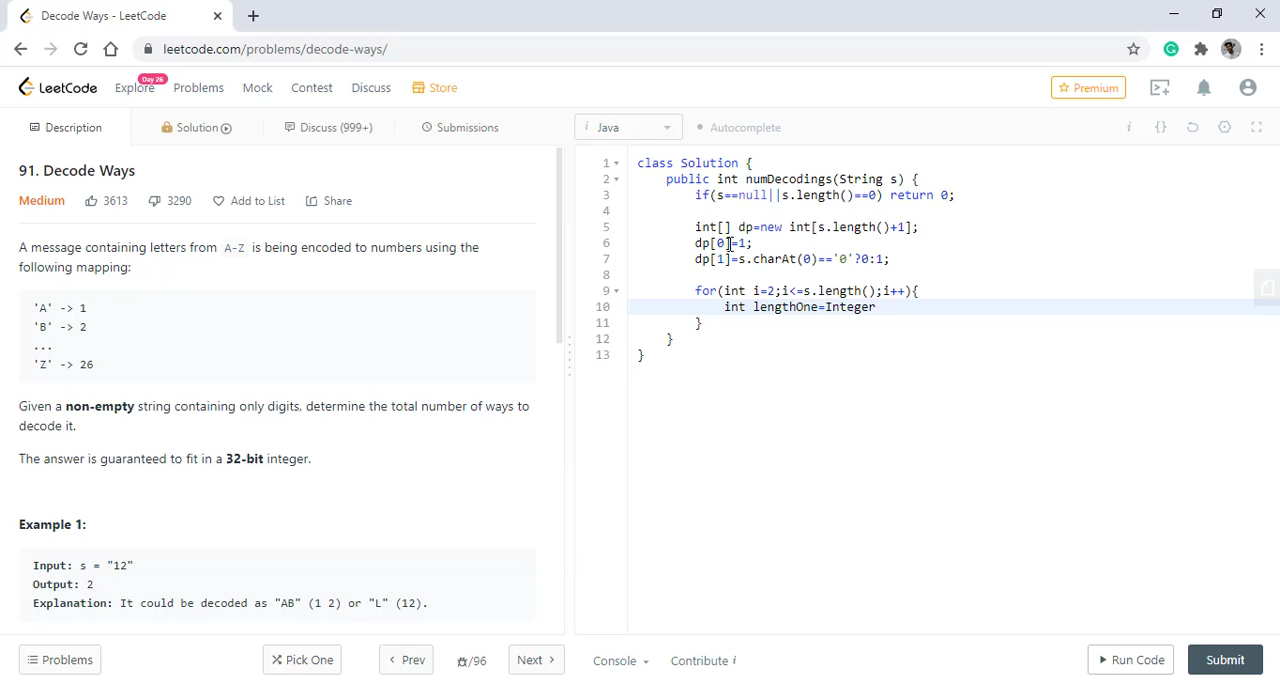 Decode Ways - LeetCode
leetcode.com/problems/decode-ways/
LeetCode
Explore
Day 26
Problems
Mock
Contest
Discuss
Store
Premium
Description
Solution
Discuss (999+)
Submissions
i Java
Autocomplete
91. Decode Ways
Medium
3613
3290
Add to List
Share
A message containing letters from A-Z is being encoded to numbers using the
following mapping:
'A' -> 1
'B' -> 2
...
'Z' -> 26
Given a non-empty string containing only digits, determine the total number of ways to
decode it.
The answer is guaranteed to fit in a 32-bit integer.
Example 1:
Input: s = "12"
Output: 2
Explanation: It could be decoded as "AB" (1 2) or "L" (12).
1 class Solution {
2 public int numDecodings(String s) {
3 if(s==null||s.length()==0) return 0;
4
5 int[] dp=new int[s.length()+1];
6 dp[0]=1;
7 dp[1]=s.charAt(0)=='0'?0:1;
8
9 for(int i=2;i<=s.length();i++){
10 int lengthOne=Integer
11 }
12 }
13 }
Problems
Pick One
Prev
/96
Next
Console
Contribute i
Run Code
Submit